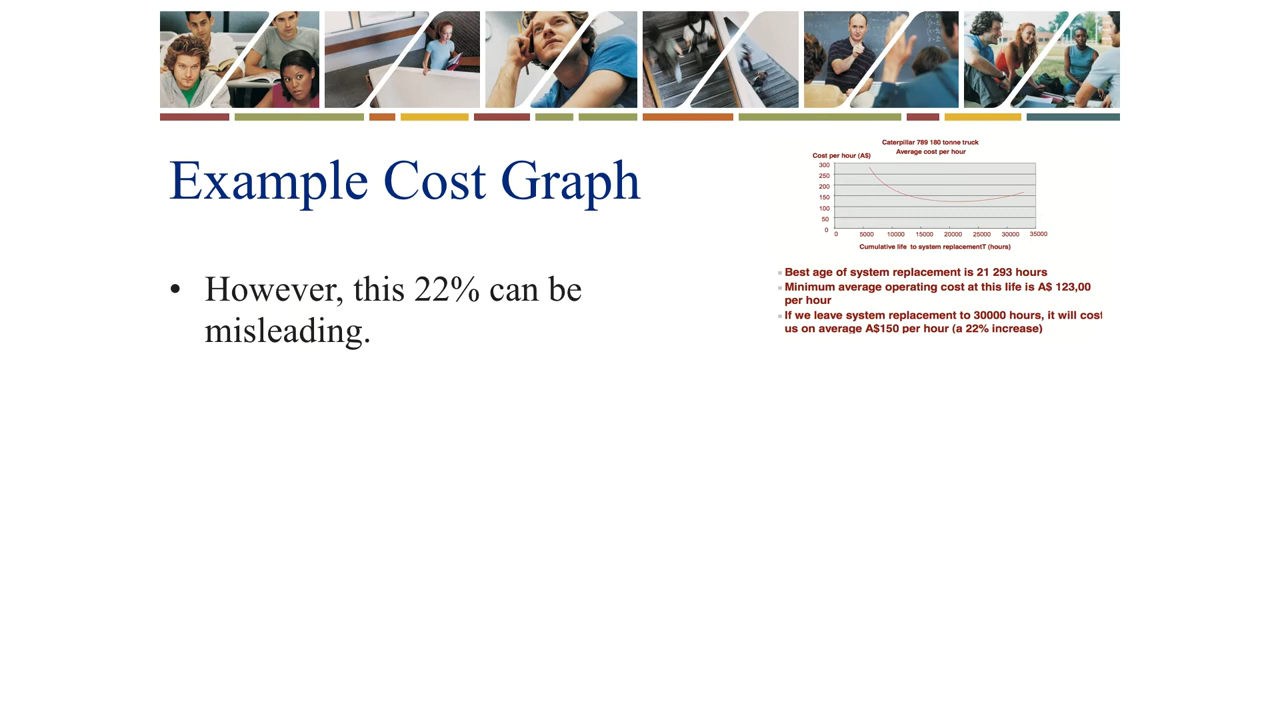 Example Cost Graph
• However, this 22% can be
misleading.
Caterpillar 789 180 tonne truck
Average cost per hour
Cost per hour (A$)
300
250
200
150
100
50
0
0 5000 10000 15000 20000 25000 30000 35000
Cumulative life to system replacementT (hours)
Best age of system replacement is 21 293 hours
Minimum average operating cost at this life is A$ 123,00
per hour
If we leave system replacement to 30000 hours, it will cost
us on average A$150 per hour (a 22% increase)